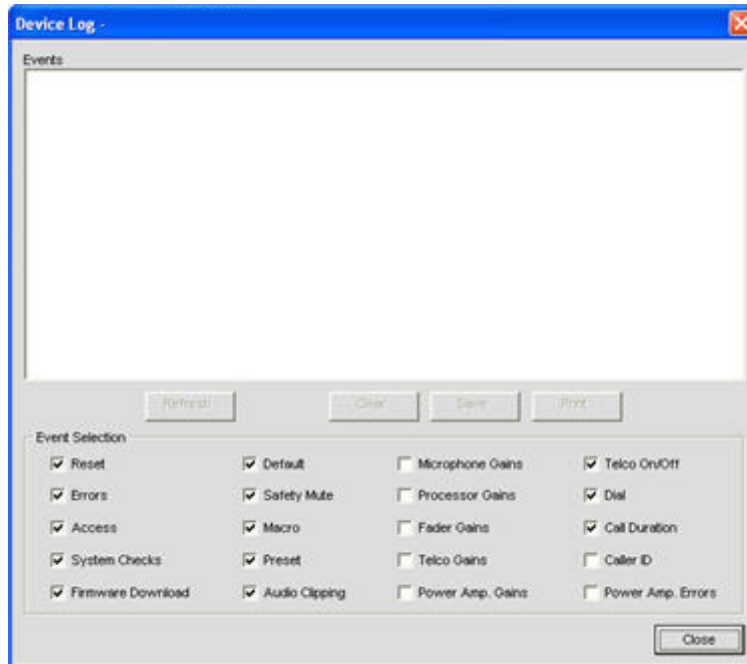 Device Log -
Events
Refresh Clear Save Print
Event Selection
Reset Default Microphone Gains Telco On/Off
Errors Safety Mute Processor Gains Dial
Access Macro Fader Gains Call Duration
System Checks Preset Telco Gains Caller ID
Firmware Download Audio Clipping Power Amp. Gains Power Amp. Errors
Close